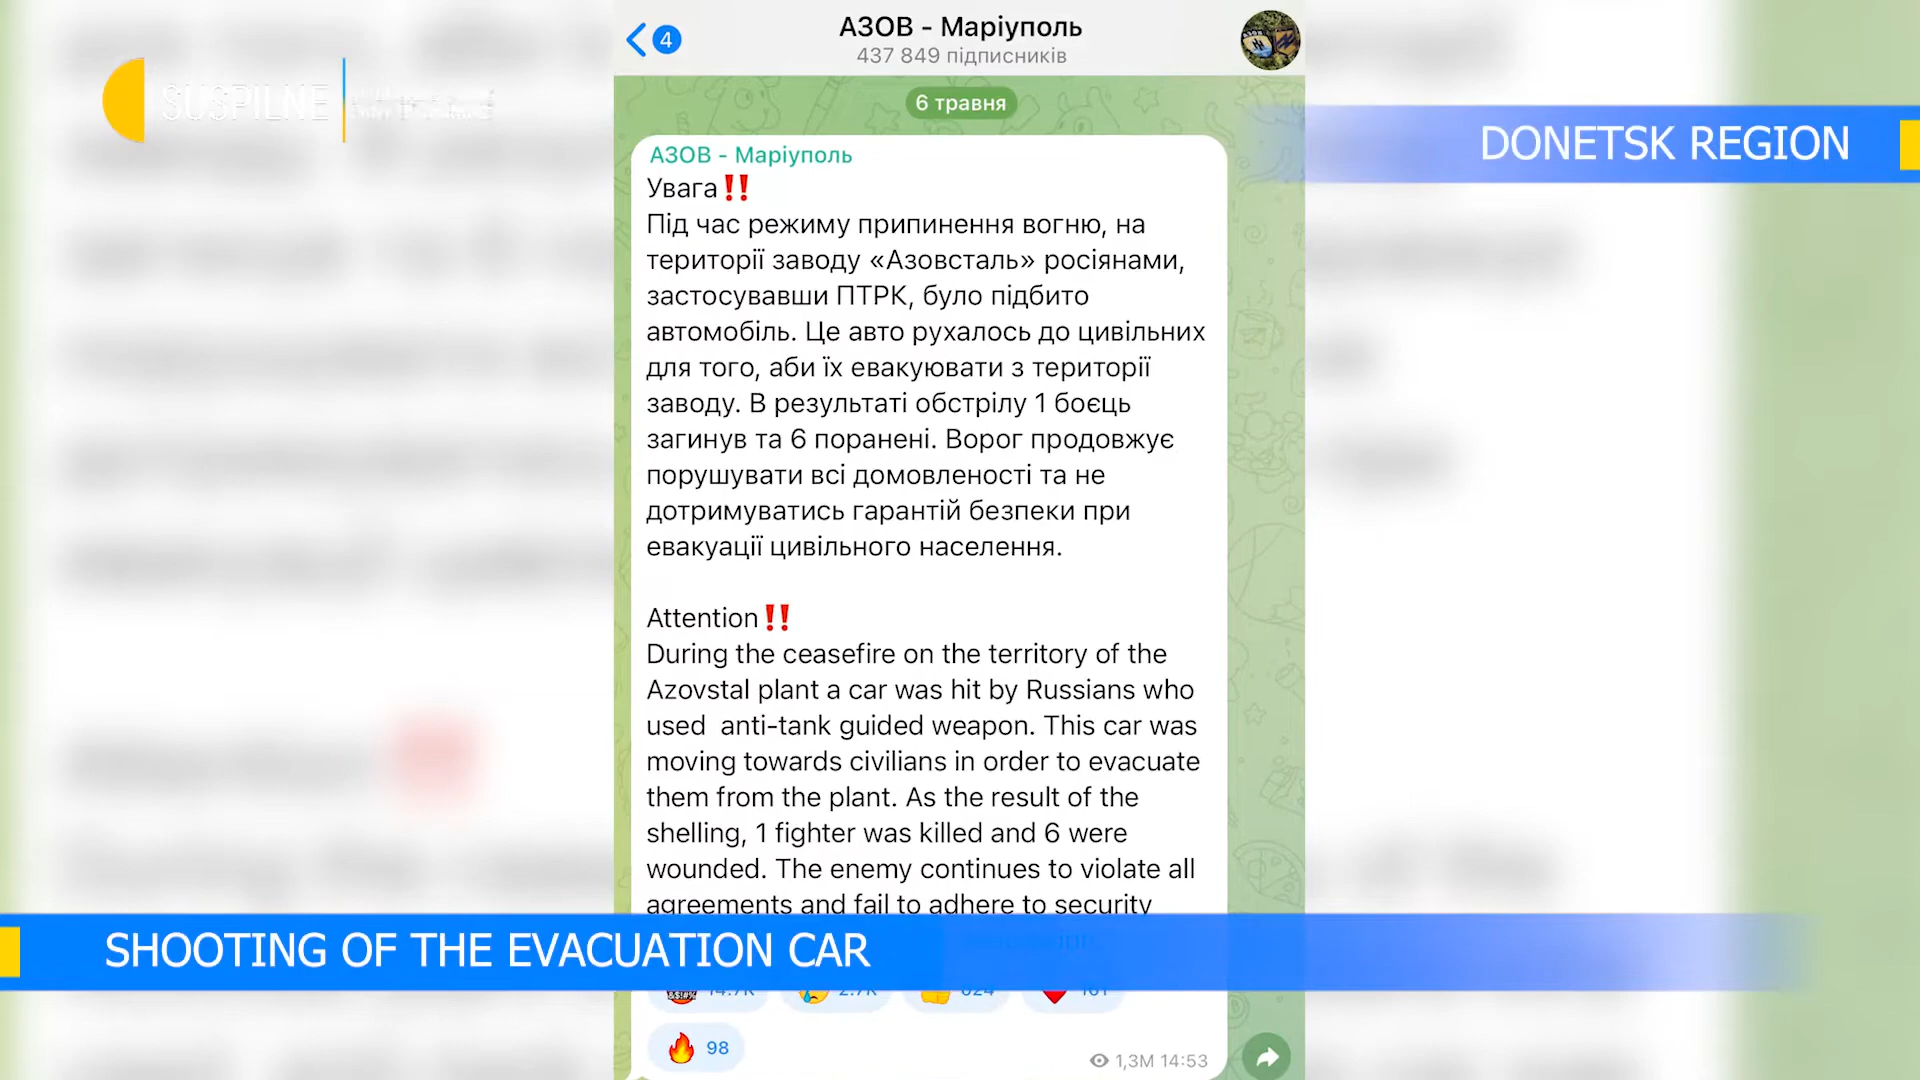 4
АЗОВ - Маріуполь
437 849 підписників
SUSPILNE
DONETSK REGION
6 травня
АЗОВ - Маріуполь
Увага‼️
Під час режиму припинення вогню, на
території заводу «Азовсталь» росіянами,
застосувавши ПТРК, було підбито
автомобіль. Це авто рухалось до цивільних
для того, аби їх евакуювати з території
заводу. В результаті обстрілу 1 боєць
загинув та 6 поранені. Ворог продовжує
порушувати всі домовленості та не
дотримуватись гарантій безпеки при
евакуації цивільного населення.
Attention‼️
During the ceasefire on the territory of the
Azovstal plant a car was hit by Russians who
used  anti-tank guided weapon. This car was
moving towards civilians in order to evacuate
them from the plant. As the result of the
shelling, 1 fighter was killed and 6 were
wounded. The enemy continues to violate all
agreements and fail to adhere to security
SHOOTING OF THE EVACUATION CAR
14.7K 2.7K 624 161
98
1,3M 14:53